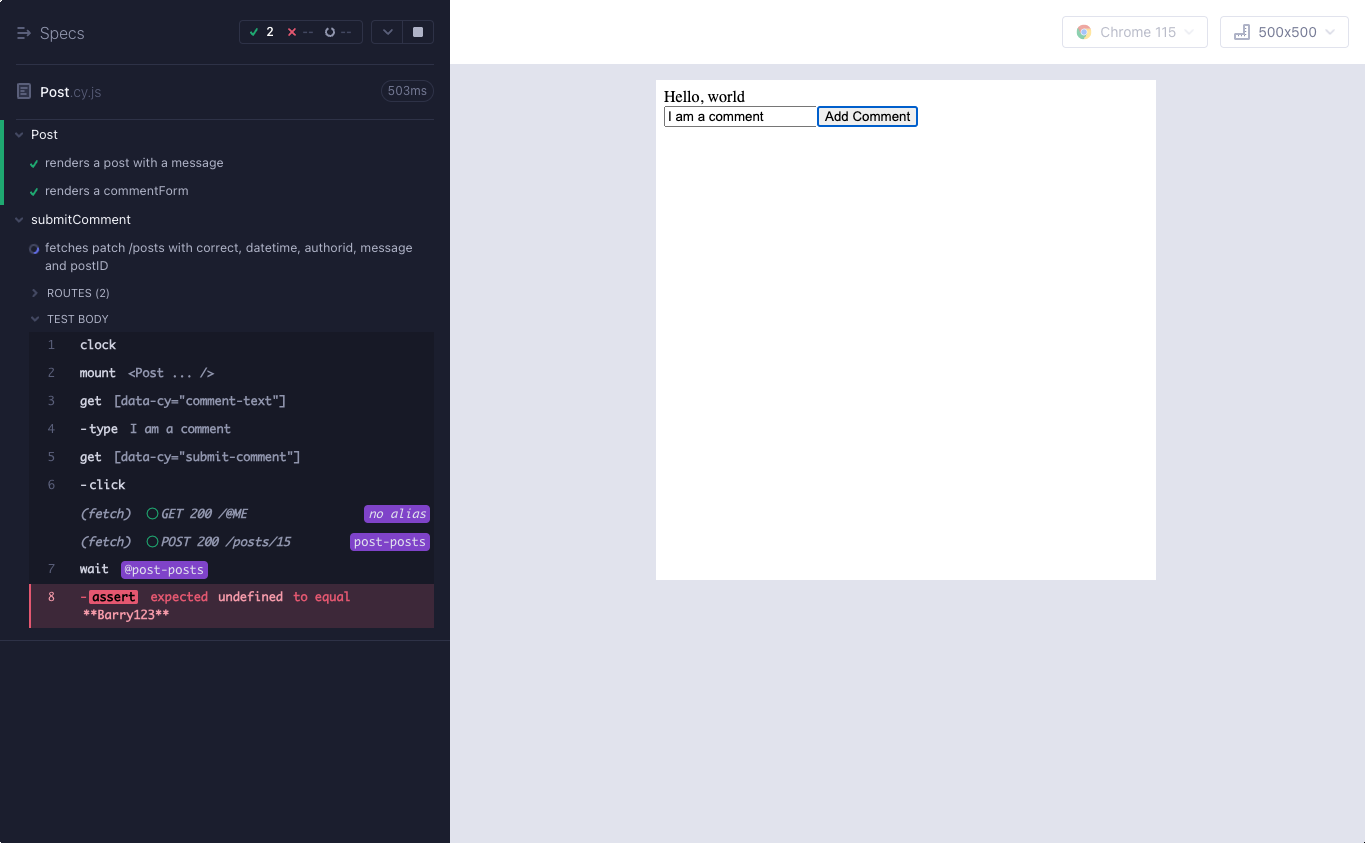 Specs
2 -- --
Post.cy.js
503ms
Post
renders a post with a message
renders a commentForm
submitComment
fetches patch /posts with correct, datetime, authorid, message
and postID
ROUTES (2)
TEST BODY
1 clock
2 mount <Post ... />
3 get [data-cy="comment-text"]
4 -type I am a comment
5 get [data-cy="submit-comment"]
6 -click
(fetch) GET 200 /@ME no alias
(fetch) POST 200 /posts/15 post-posts
7 wait @post-posts
8 -assert expected undefined to equal
**Barry123**
Chrome 115
500x500
Hello, world
I am a comment Add Comment